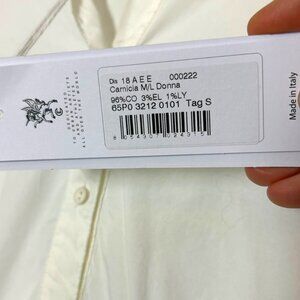 Dis 18 A E E 000222
Camicia M/L Donna
96%CO 3%EL 1%LY
65P0 3212 0101 Tag S
Made in Italy